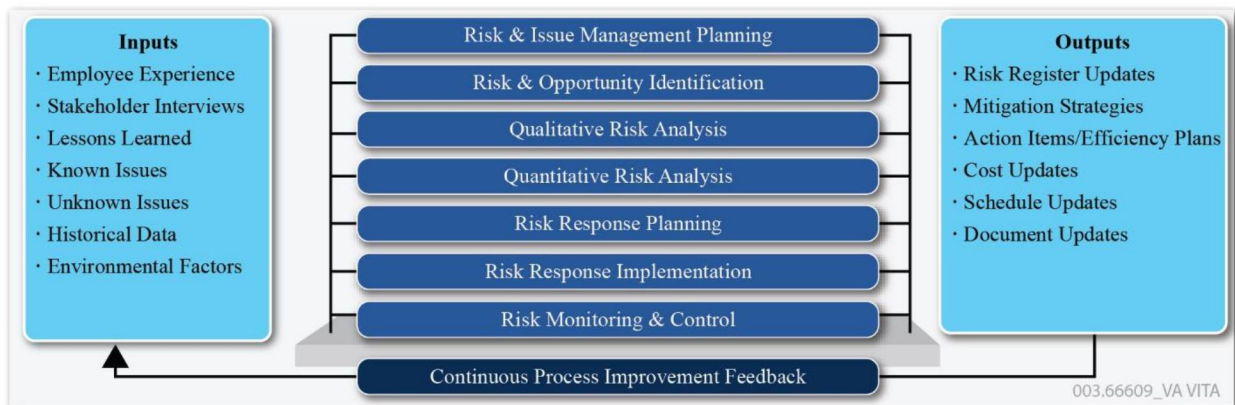 Inputs
· Employee Experience
· Stakeholder Interviews
· Lessons Learned
· Known Issues
· Unknown Issues
· Historical Data
· Environmental Factors
Risk & Issue Management Planning
Risk & Opportunity Identification
Qualitative Risk Analysis
Quantitative Risk Analysis
Risk Response Planning
Risk Response Implementation
Risk Monitoring & Control
Continuous Process Improvement Feedback
Outputs
· Risk Register Updates
· Mitigation Strategies
· Action Items/Efficiency Plans
· Cost Updates
· Schedule Updates
· Document Updates
003.66609_VA VITA